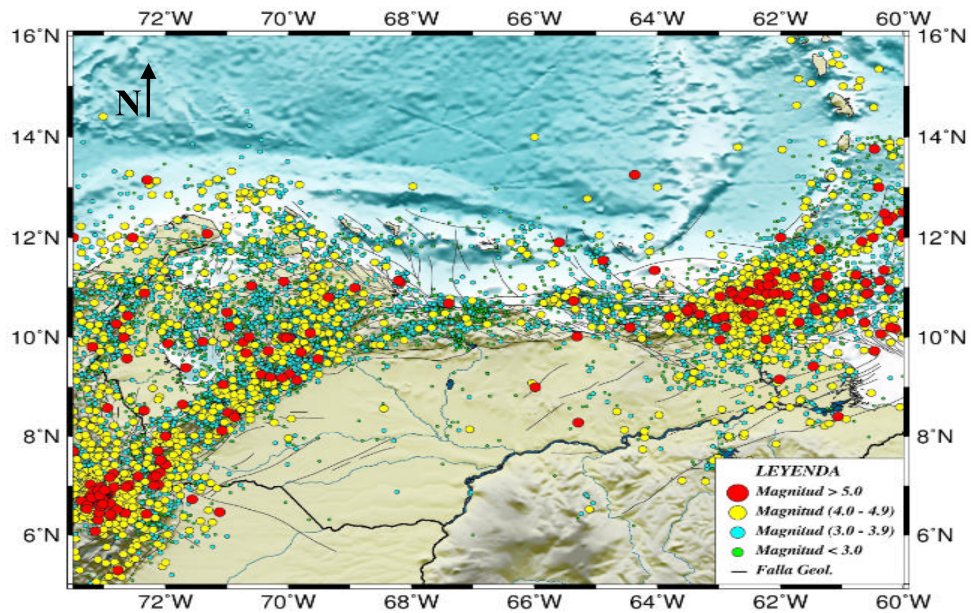 72°W 70°W 68°W 66°W 64°W 62°W 60°W
16°N 16°N
N
14°N 14°N
12°N 12°N
10°N 10°N
8°N 8°N
LEYENDA
Magnitud > 5.0
Magnitud (4.0 - 4.9)
6°N 6°N
Magnitud (3.0 - 3.9)
Magnitud < 3.0
Falla Geol.
72°W 70°W 68°W 66°W 64°W 62°W 60°W